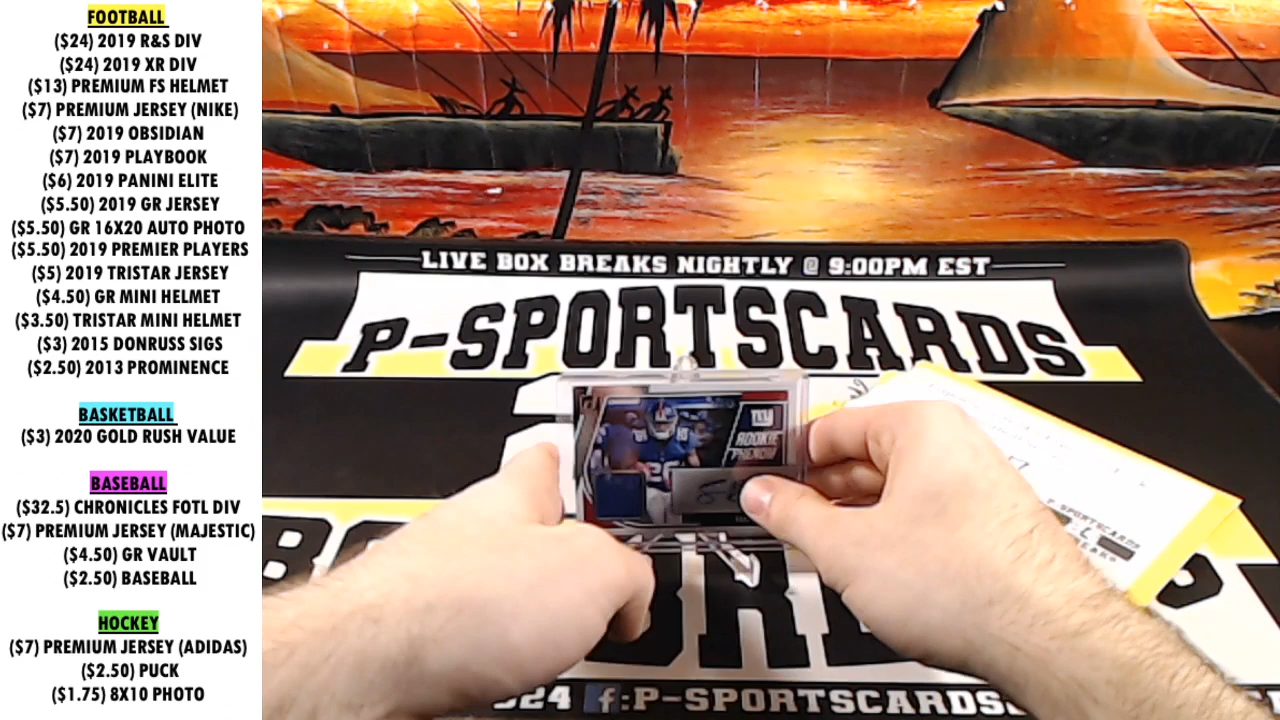 FOOTBALL
($24) 2019 R&S DIV
($24) 2019 XR DIV
($13) PREMIUM FS HELMET
($7) PREMIUM JERSEY (NIKE)
($7) 2019 OBSIDIAN
($7) 2019 PLAYBOOK
($6) 2019 PANINI ELITE
($5.50) 2019 GR JERSEY
($5.50) GR 16X20 AUTO PHOTO
($5.50) 2019 PREMIER PLAYERS
($5) 2019 TRISTAR JERSEY
($4.50) GR MINI HELMET
($3.50) TRISTAR MINI HELMET
($3) 2015 DONRUSS SIGS
($2.50) 2013 PROMINENCE
BASKETBALL
($3) 2020 GOLD RUSH VALUE
BASEBALL
($32.5) CHRONICLES FOTL DIV
($7) PREMIUM JERSEY (MAJESTIC)
($4.50) GR VAULT
($2.50) BASEBALL
HOCKEY
($7) PREMIUM JERSEY (ADIDAS)
($2.50) PUCK
($1.75) 8X10 PHOTO
LIVE BOX BREAKS NIGHTLY @ 9:00PM EST
P-SPORTSCARDS
NY
ROOKIE
PHENOM
26
P-SPORTSCARDS
f:P-SPORTSCARDS